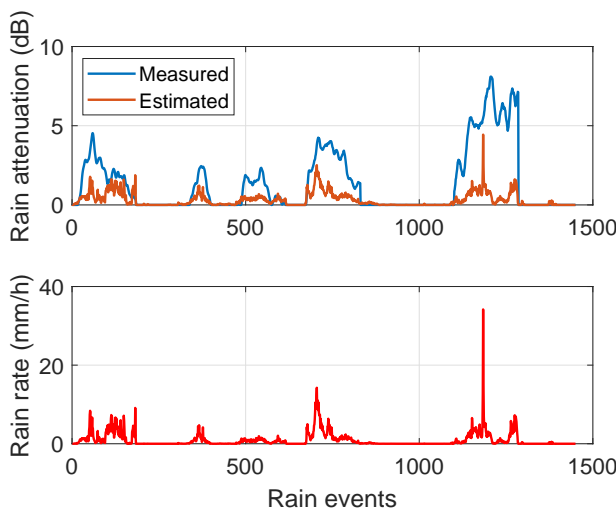 Rain attenuation (dB)
10
5
0
Measured
Estimated
0 500 1000 1500
Rain rate (mm/h)
40
20
0
0 500 1000 1500
Rain events